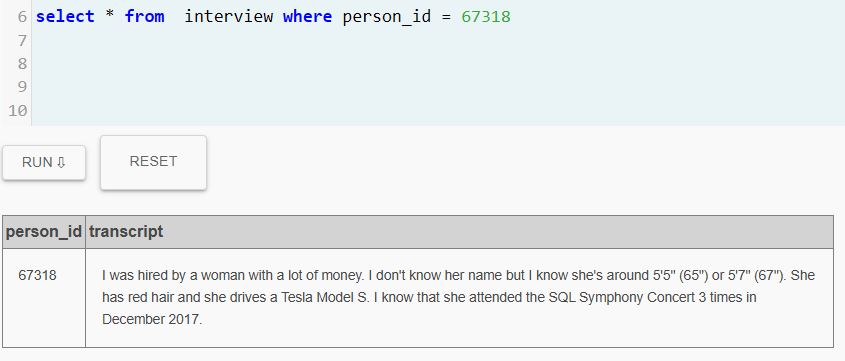 6 select * from  interview where person_id = 67318
7
8
9
10
RUN ⇩
RESET
person_id transcript
67318 I was hired by a woman with a lot of money. I don't know her name but I know she's around 5'5" (65") or 5'7" (67"). She
has red hair and she drives a Tesla Model S. I know that she attended the SQL Symphony Concert 3 times in
December 2017.